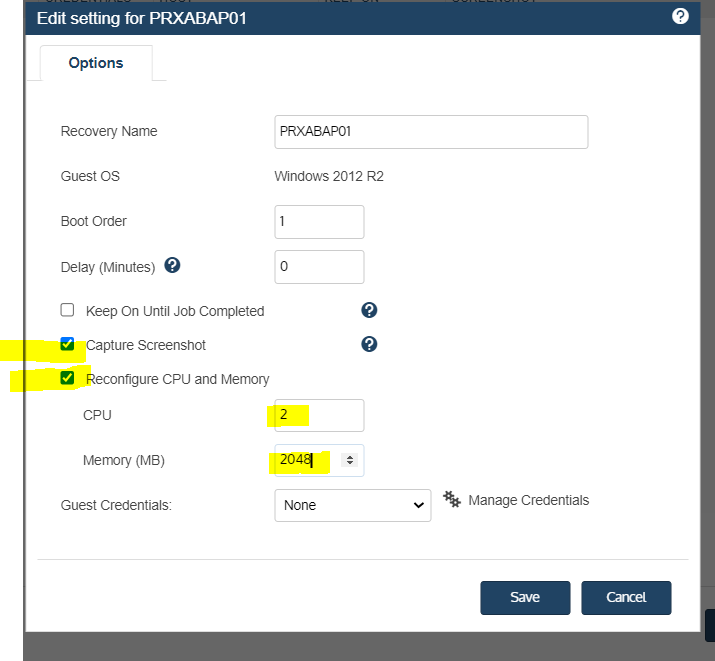 Edit setting for PRXABAP01
Options
Recovery Name PRXABAP01
Guest OS Windows 2012 R2
Boot Order 1
Delay (Minutes) ? 0
Keep On Until Job Completed ?
Capture Screenshot ?
Reconfigure CPU and Memory
CPU 2
Memory (MB) 2048
Guest Credentials: None Manage Credentials
Save Cancel